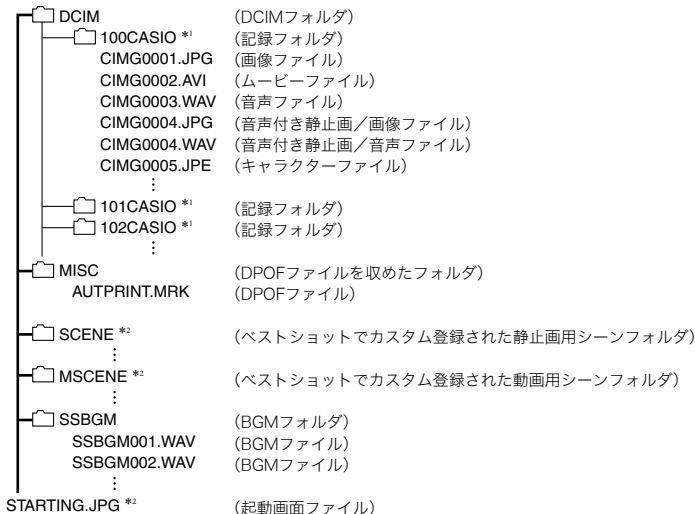 DCIM (DCIMフォルダ)
100CASIO *1 (記録フォルダ)
CIMG0001.JPG (画像ファイル)
CIMG0002.AVI (ムービーファイル)
CIMG0003.WAV (音声ファイル)
CIMG0004.JPG (音声付き静止画／画像ファイル)
CIMG0004.WAV (音声付き静止画／音声ファイル)
CIMG0005.JPE (キャラクターファイル)
⋮
101CASIO *1 (記録フォルダ)
102CASIO *1 (記録フォルダ)
⋮
MISC (DPOFファイルを収めたフォルダ)
AUTPRINT.MRK (DPOFファイル)
SCENE *2 (ベストショットでカスタム登録された静止画用シーンフォルダ)
⋮
MSCENE *2 (ベストショットでカスタム登録された動画用シーンフォルダ)
⋮
SSBGM (BGMフォルダ)
SSBGM001.WAV (BGMファイル)
SSBGM002.WAV (BGMファイル)
⋮
STARTING.JPG *2 (起動画面ファイル)